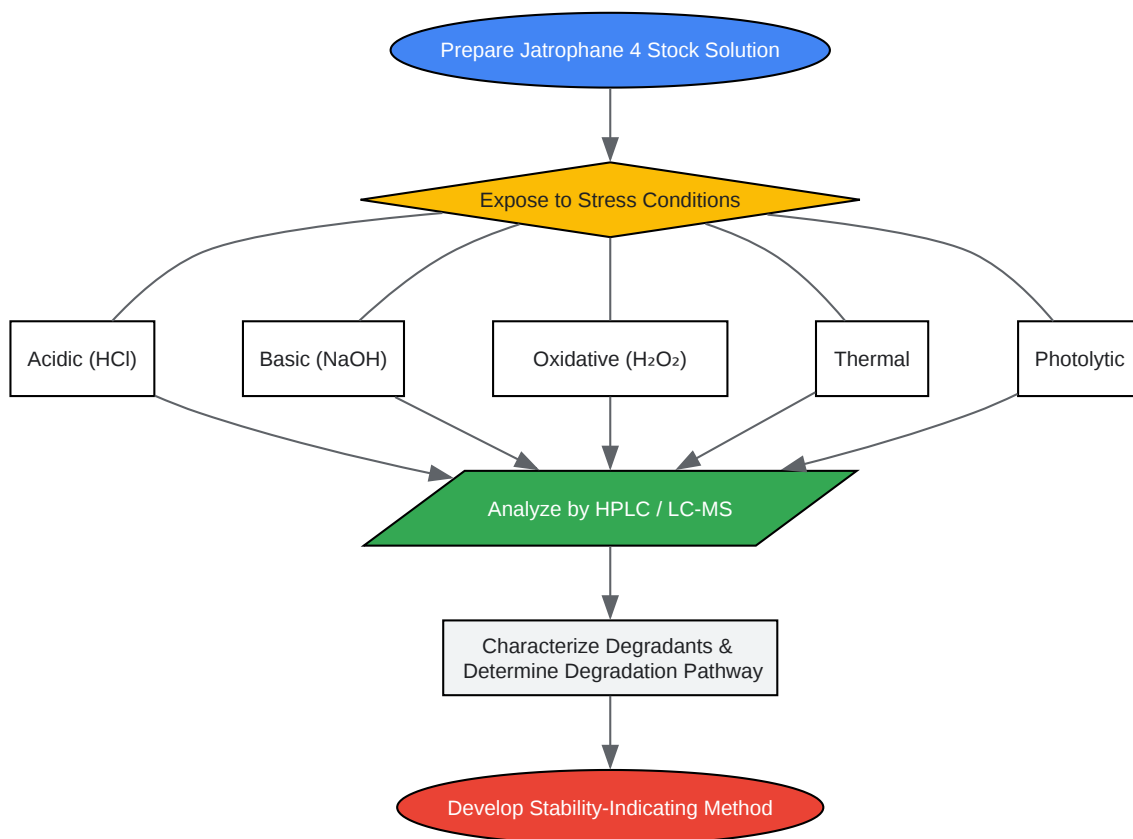 Prepare Jatrophane 4 Stock Solution
Expose to Stress Conditions
Acidic (HCl)
Basic (NaOH)
Oxidative (H₂O₂)
Thermal
Photolytic
Analyze by HPLC / LC-MS
Characterize Degradants &
Determine Degradation Pathway
Develop Stability-Indicating Method